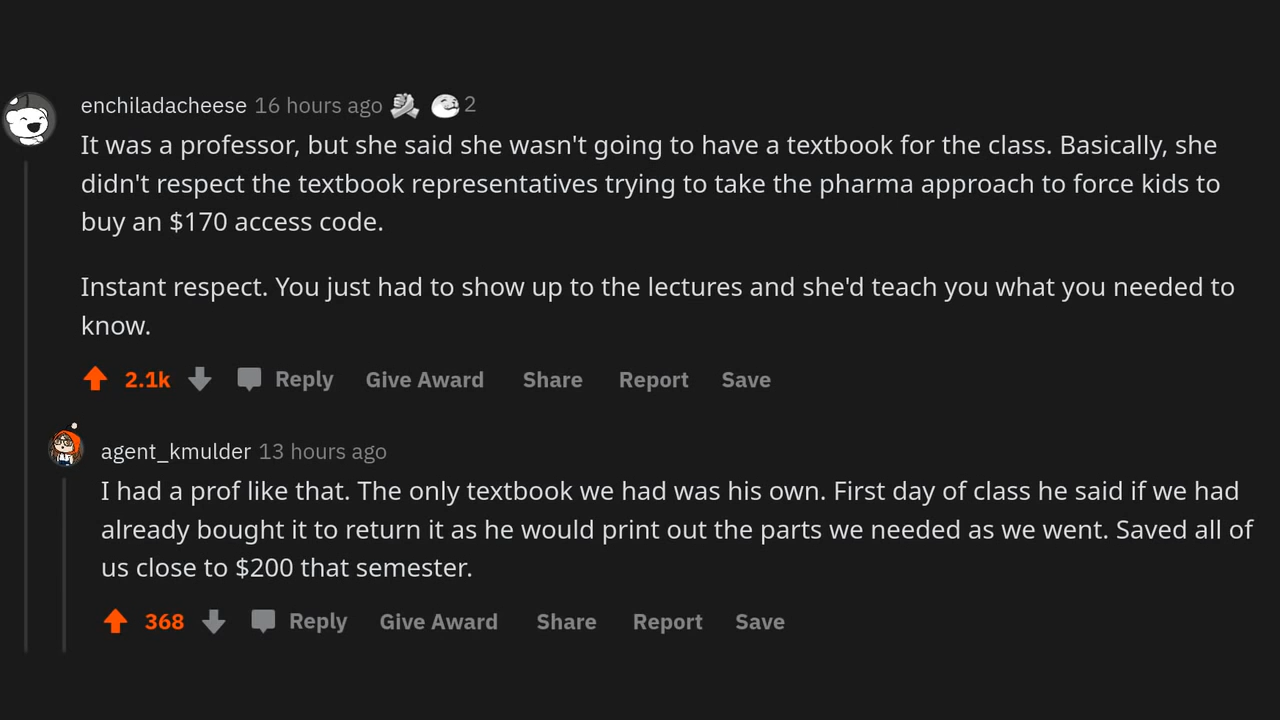 enchiladacheese 16 hours ago 2
It was a professor, but she said she wasn't going to have a textbook for the class. Basically, she
didn't respect the textbook representatives trying to take the pharma approach to force kids to
buy an $170 access code.
Instant respect. You just had to show up to the lectures and she'd teach you what you needed to
know.
2.1k Reply Give Award Share Report Save
agent_kmulder 13 hours ago
I had a prof like that. The only textbook we had was his own. First day of class he said if we had
already bought it to return it as he would print out the parts we needed as we went. Saved all of
us close to $200 that semester.
368 Reply Give Award Share Report Save